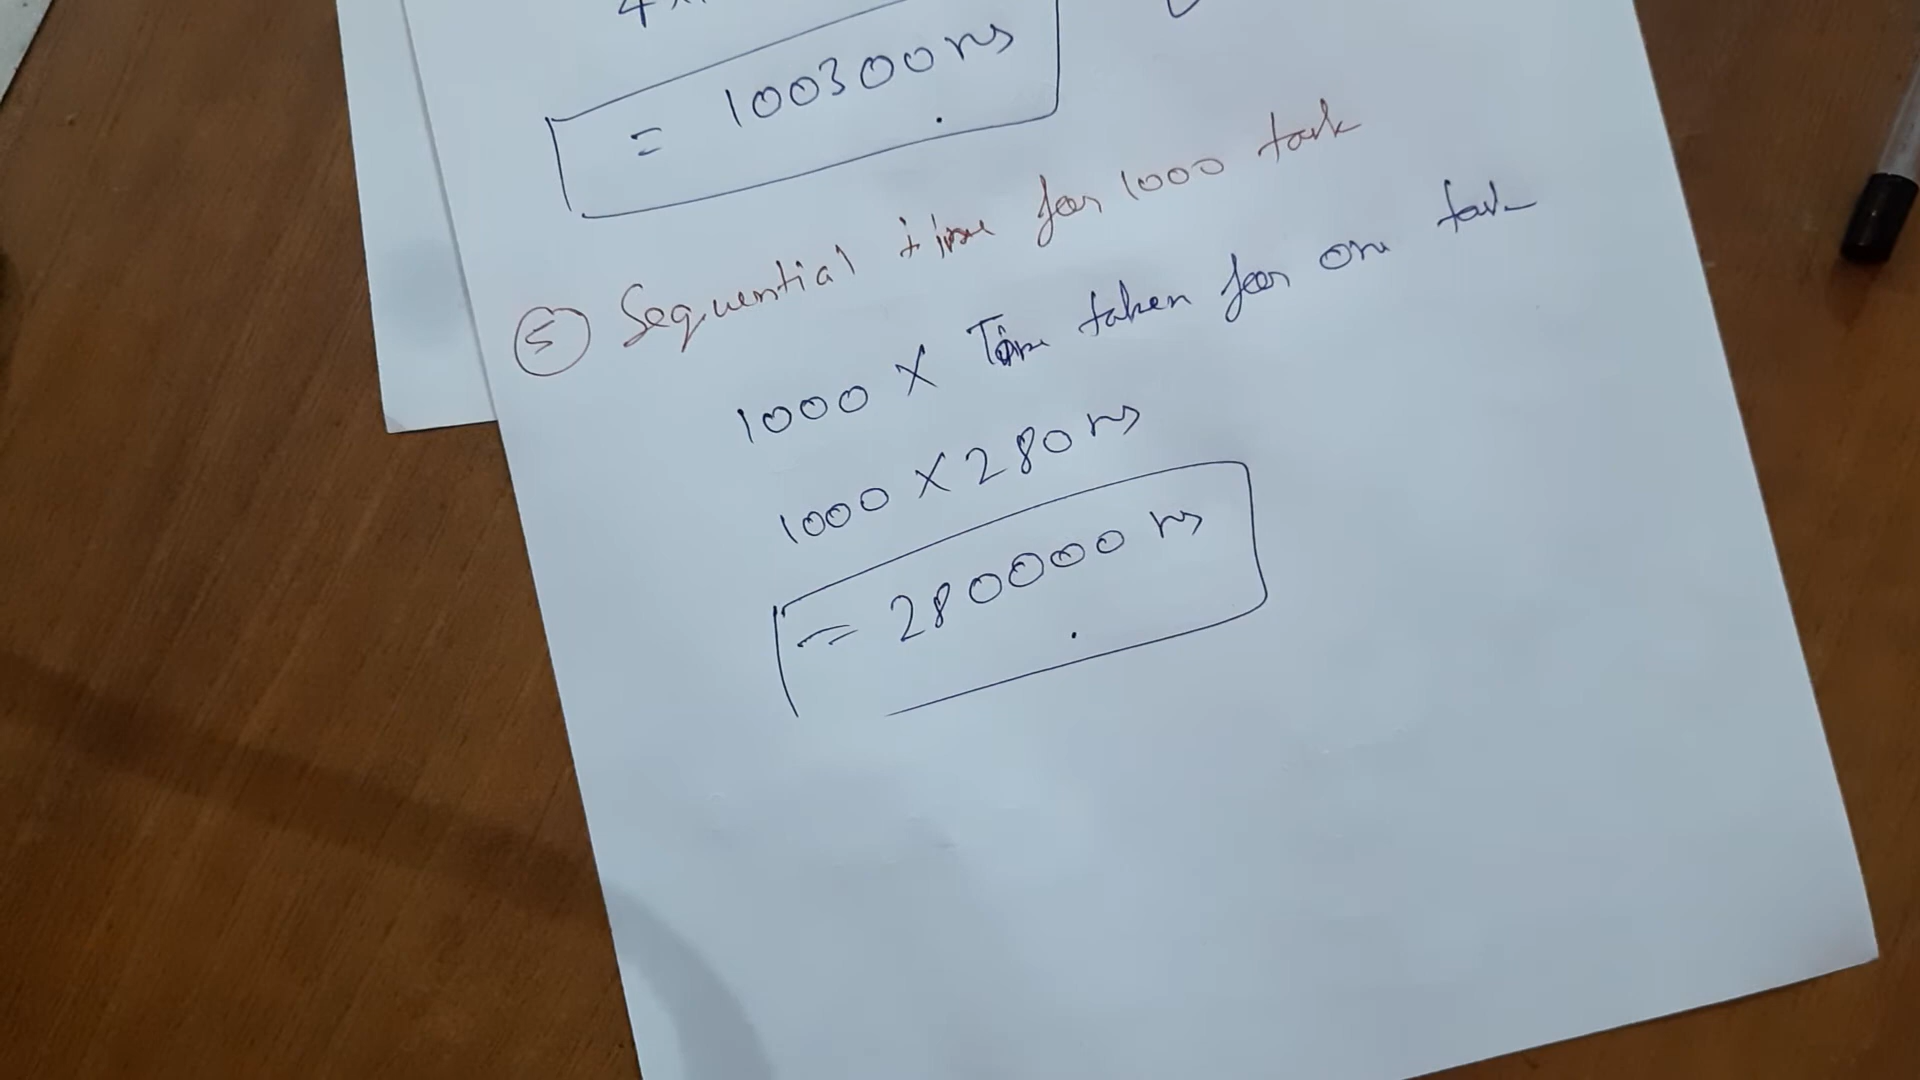 = 100300 ns
5 Sequential time for 1000 task
1000 X Time taken for one task
1000 X 280 ns
= 280000 ns